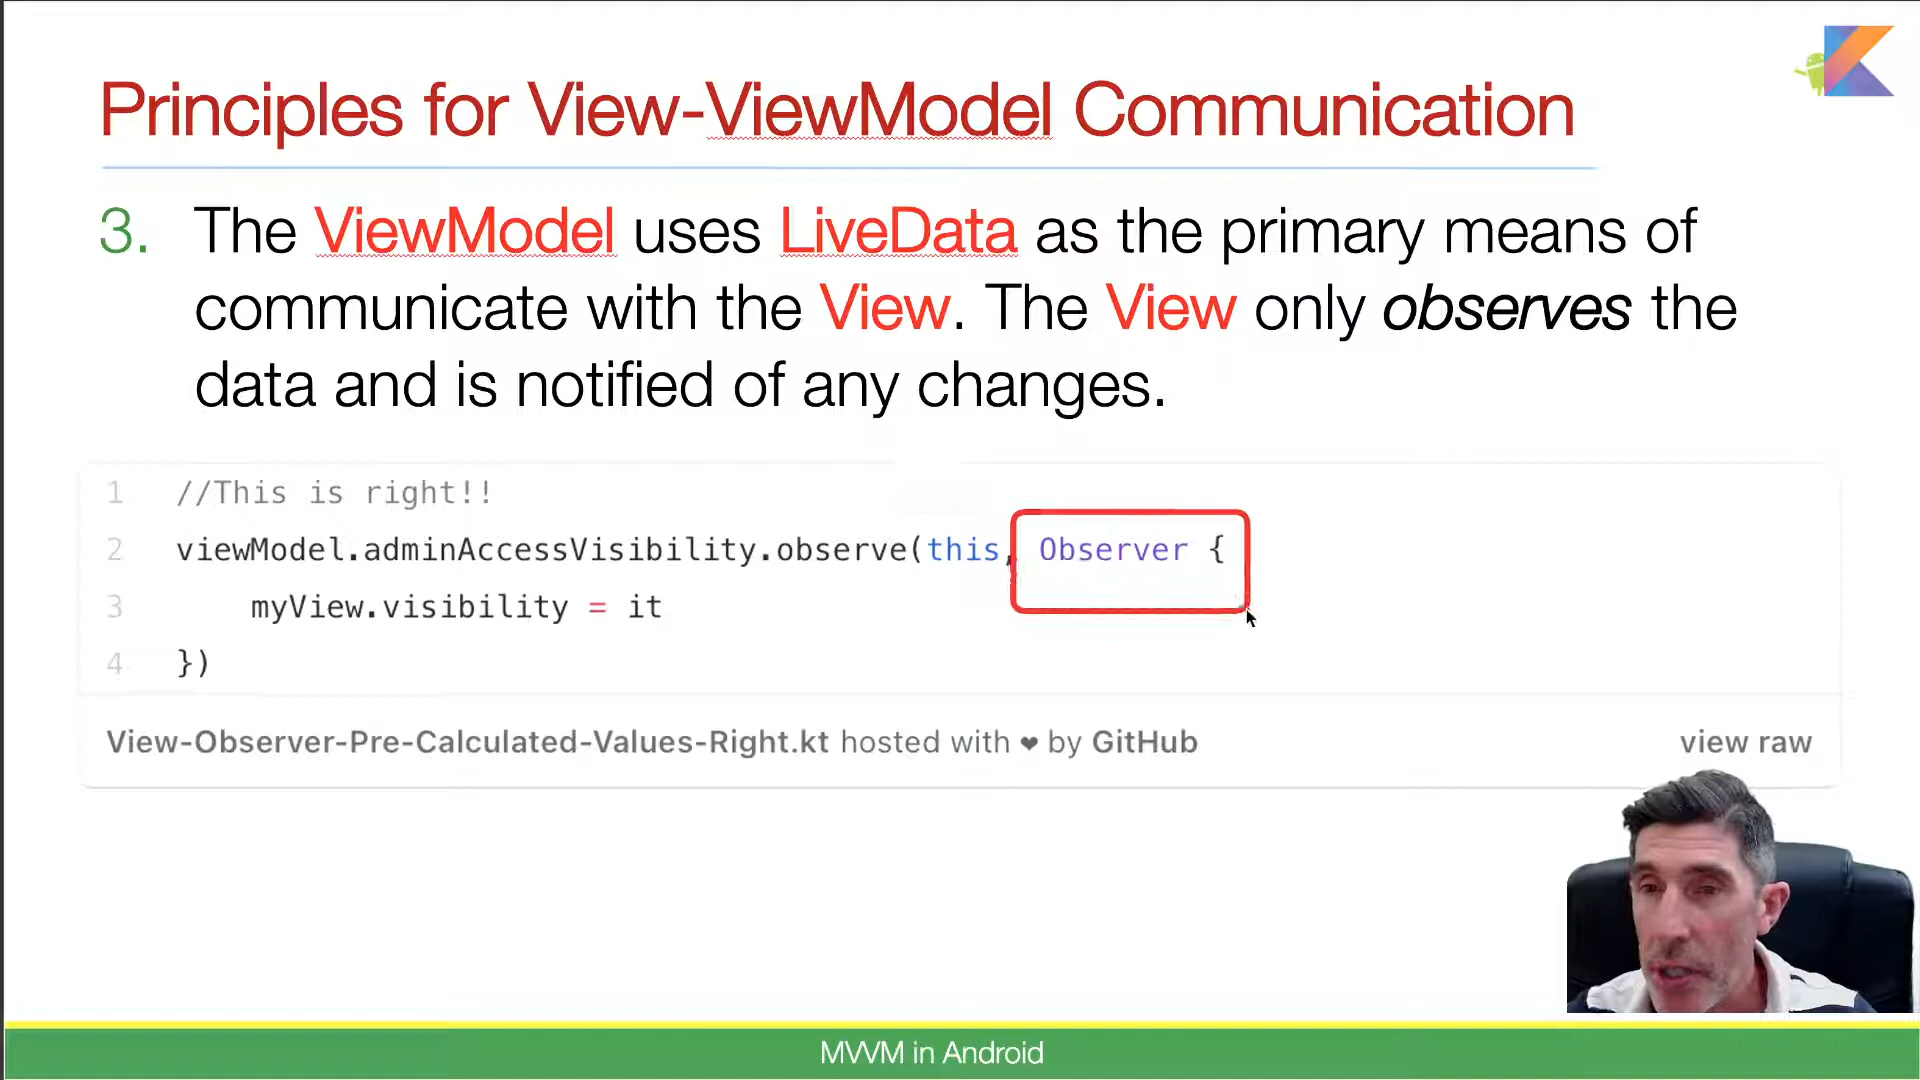 Principles for View-ViewModel Communication
3. The ViewModel uses LiveData as the primary means of
communicate with the View. The View only observes the
data and is notified of any changes.
1 //This is right!!
2 viewModel.adminAccessVisibility.observe(this, Observer {
3 myView.visibility = it
4 })
View-Observer-Pre-Calculated-Values-Right.kt hosted with ❤ by GitHub view raw
MVVM in Android